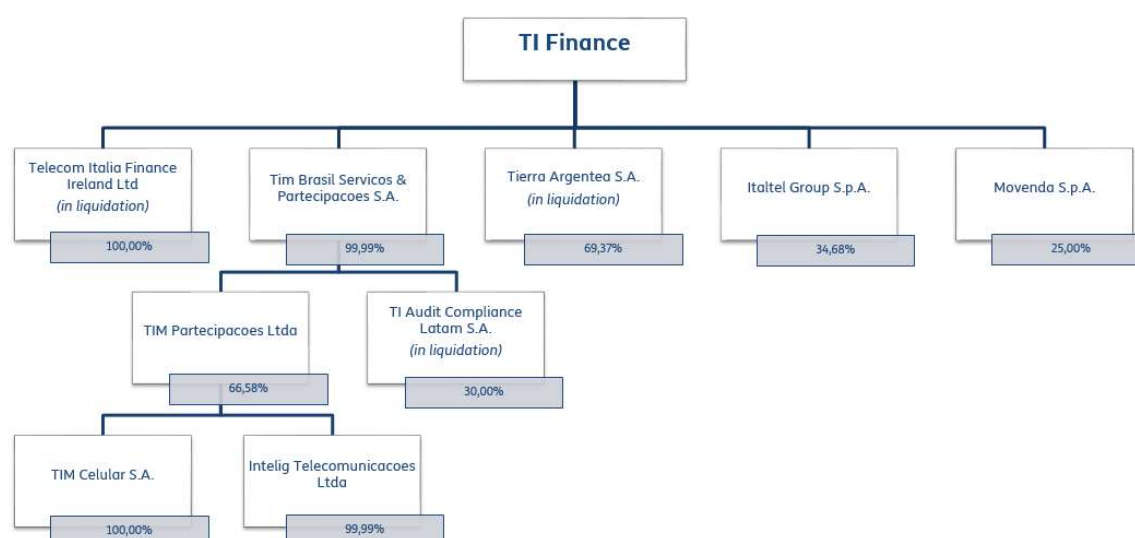 TI Finance
Telecom Italia Finance
Ireland Ltd
(in liquidation)
100,00%
Tim Brasil Servicos &
Partecipacoes S.A.
99,99%
Tierra Argentea S.A.
(in liquidation)
69,37%
Italtel Group S.p.A.
34,68%
Movenda S.p.A.
25,00%
TIM Partecipacoes Ltda
66,58%
TI Audit Compliance
Latam S.A.
(in liquidation)
30,00%
TIM Celular S.A.
100,00%
Intelig Telecomunicacoes
Ltda
99,99%